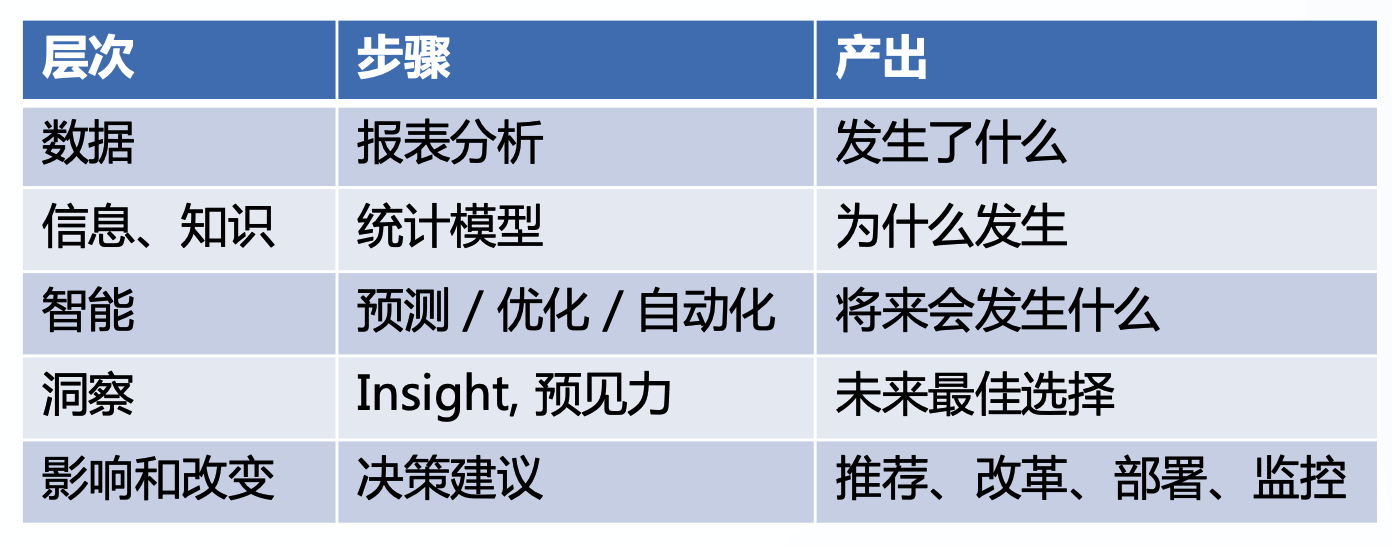 层次 步骤 产出
数据 报表分析 发生了什么
信息、知识 统计模型 为什么发生
智能 预测 / 优化 / 自动化 将来会发生什么
洞察 Insight, 预见力 未来最佳选择
影响和改变 决策建议 推荐、改革、部署、监控